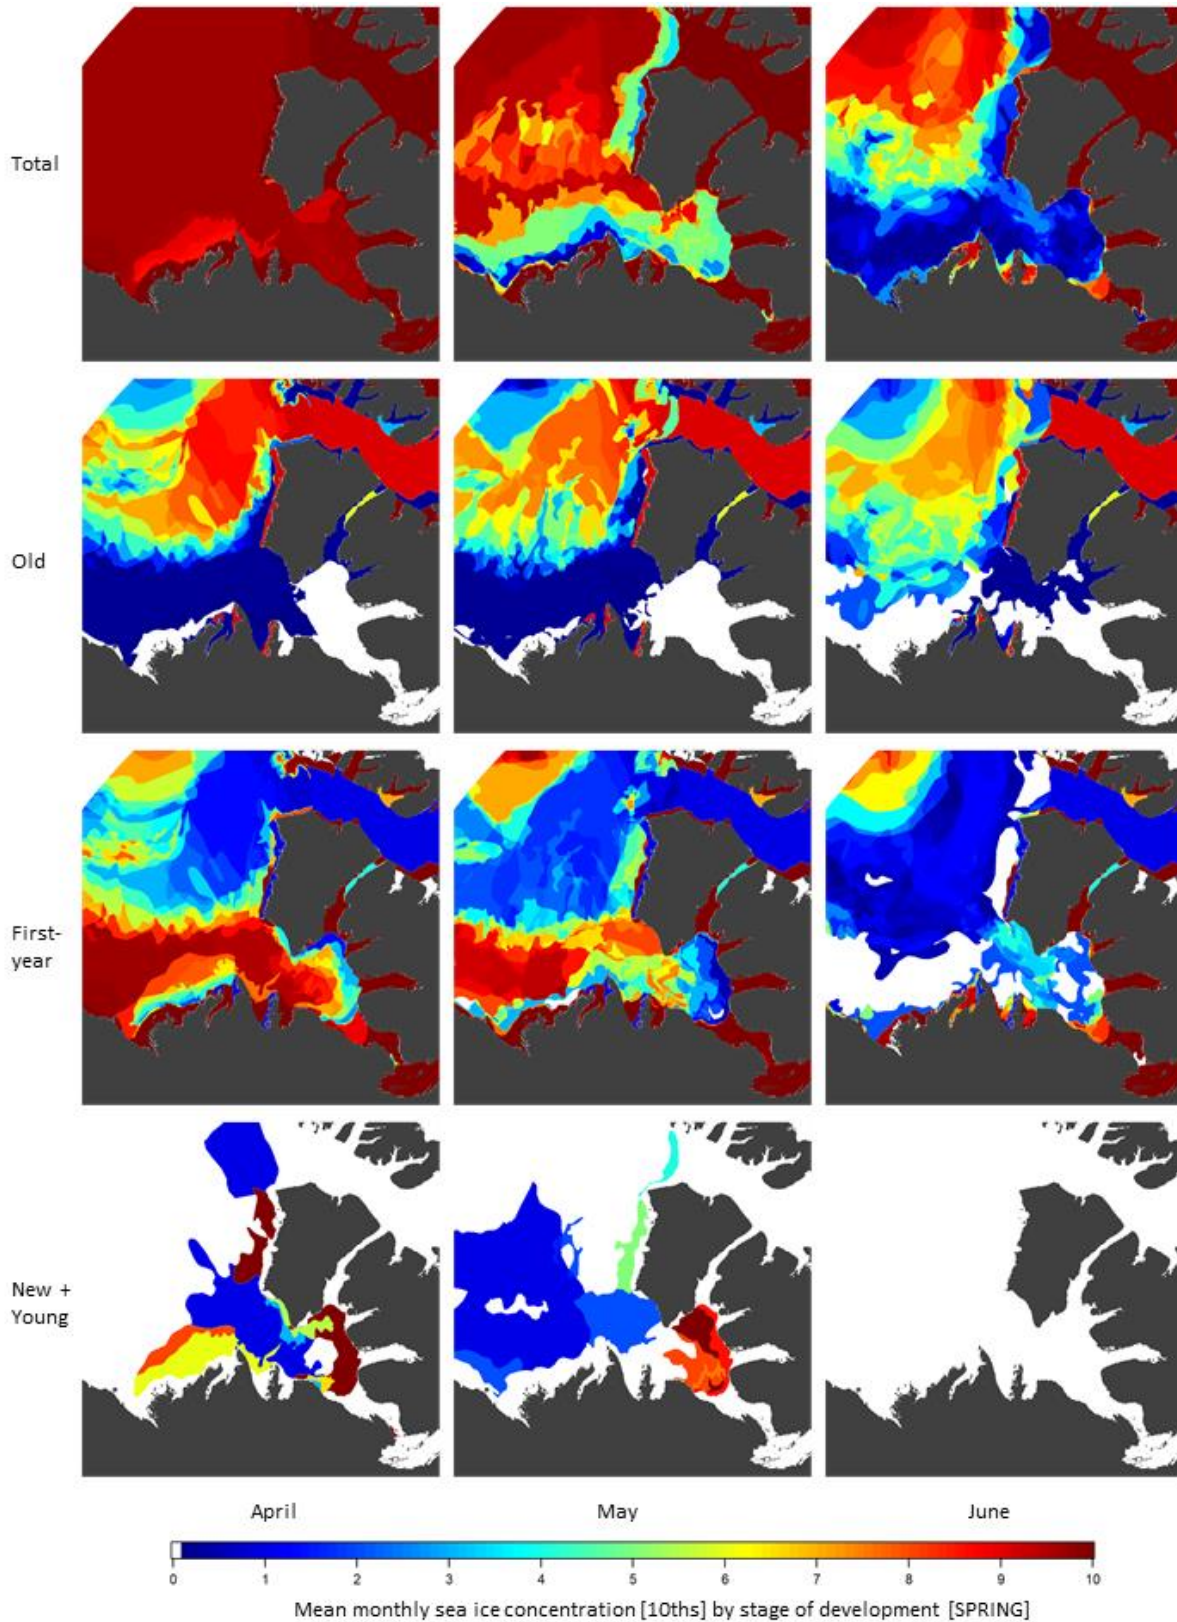 Total
Old
First-
year
New +
Young
April May June
0 1 2 3 4 5 6 7 8 9 10
Mean monthly sea ice concentration [10ths] by stage of development [SPRING]